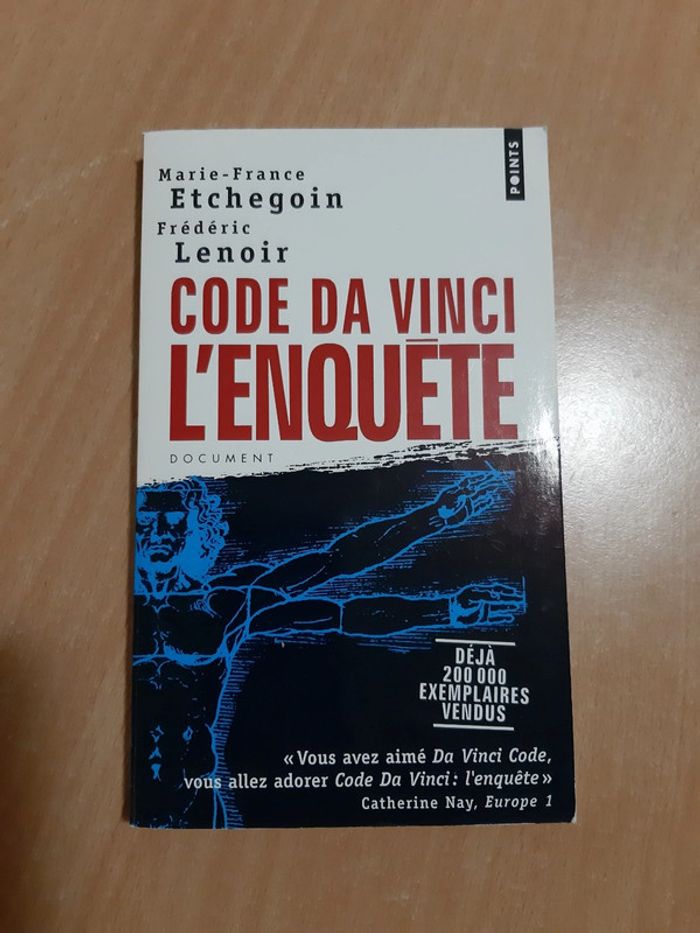 POINTS
Marie-France
Etchegoin
Frédéric
Lenoir
CODE DA VINCI
L'ENQUÊTE
DOCUMENT
DÉJÀ
200 000
EXEMPLAIRES
VENDUS
« Vous avez aimé Da Vinci Code,
vous allez adorer Code Da Vinci : l'enquête »
Catherine Nay, Europe 1